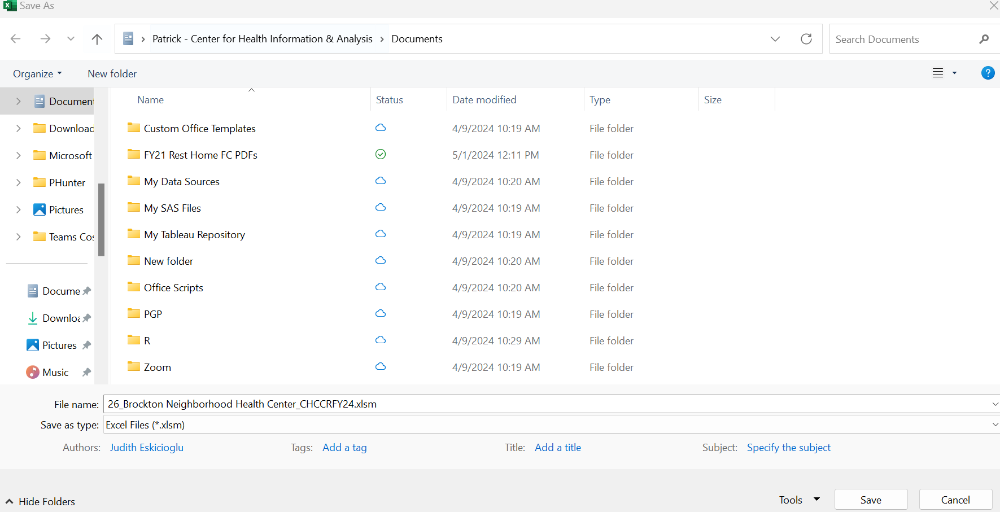 Save As
Patrick - Center for Health Information & Analysis > Documents
Search Documents
Organize
New folder
Name Status Date modified Type Size
Document
Custom Office Templates 4/9/2024 10:19 AM File folder
Download
FY21 Rest Home FC PDFs 5/1/2024 12:11 PM File folder
Microsoft
My Data Sources 4/9/2024 10:20 AM File folder
PHunter
My SAS Files 4/9/2024 10:19 AM File folder
Pictures
My Tableau Repository 4/9/2024 10:19 AM File folder
Teams Cos
New folder 4/9/2024 10:20 AM File folder
Office Scripts 4/9/2024 10:20 AM File folder
Docume
PGP 4/9/2024 10:19 AM File folder
Downloa
R 4/9/2024 10:29 AM File folder
Pictures
Zoom 4/9/2024 10:19 AM File folder
Music
File name: 26_Brockton Neighborhood Health Center_CHCCRFY24.xlsm
Save as type: Excel Files (*.xlsm)
Authors: Judith Eskicioglu Tags: Add a tag Title: Add a title Subject: Specify the subject
Hide Folders
Tools Save Cancel